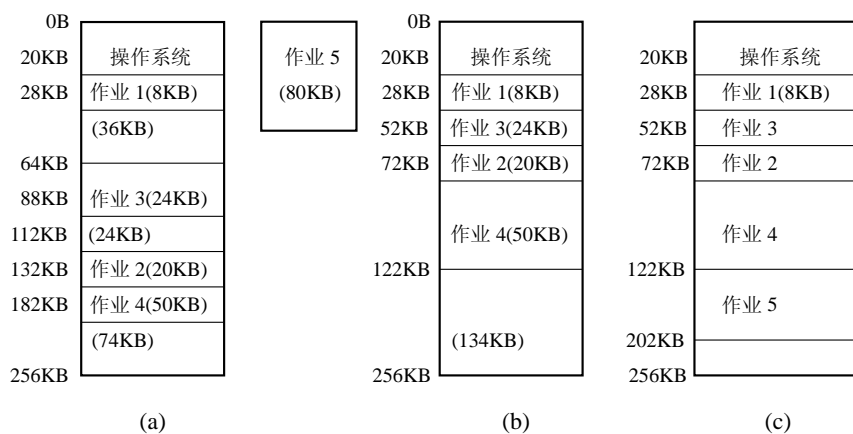 0B
20KB
28KB
64KB
88KB
112KB
132KB
182KB
256KB
操作系统
作业 1(8KB)
(36KB)
作业 3(24KB)
(24KB)
作业 2(20KB)
作业 4(50KB)
(74KB)
(a)
作业 5
(80KB)
0B
20KB
28KB
52KB
72KB
122KB
256KB
操作系统
作业 1(8KB)
作业 3(24KB)
作业 2(20KB)
作业 4(50KB)
(134KB)
(b)
20KB
28KB
52KB
72KB
122KB
202KB
256KB
操作系统
作业 1(8KB)
作业 3
作业 2
作业 4
作业 5
(c)